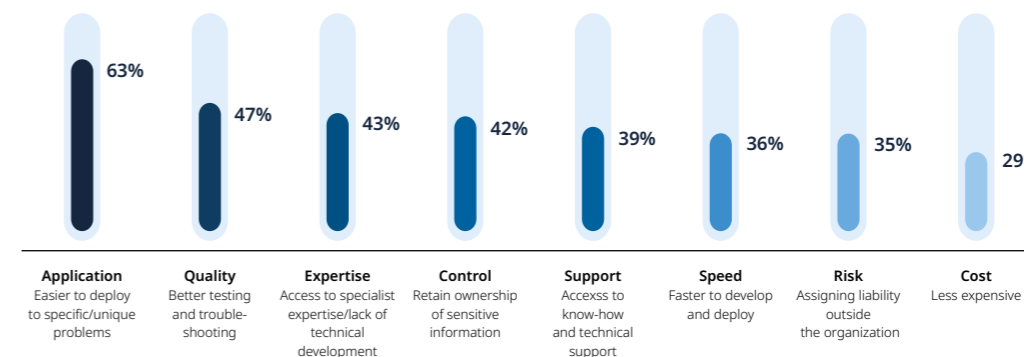 63%
47%
43%
42%
39%
36%
35%
29
Application
Easier to deploy
to specific/unique
problems
Quality
Better testing
and trouble-
shooting
Expertise
Access to specialist
expertise/lack of
technical
development
Control
Retain ownership
of sensitive
information
Support
Accexss to
know-how
and technical
support
Speed
Faster to develop
and deploy
Risk
Assigning liability
outside
the organization
Cost
Less expensive